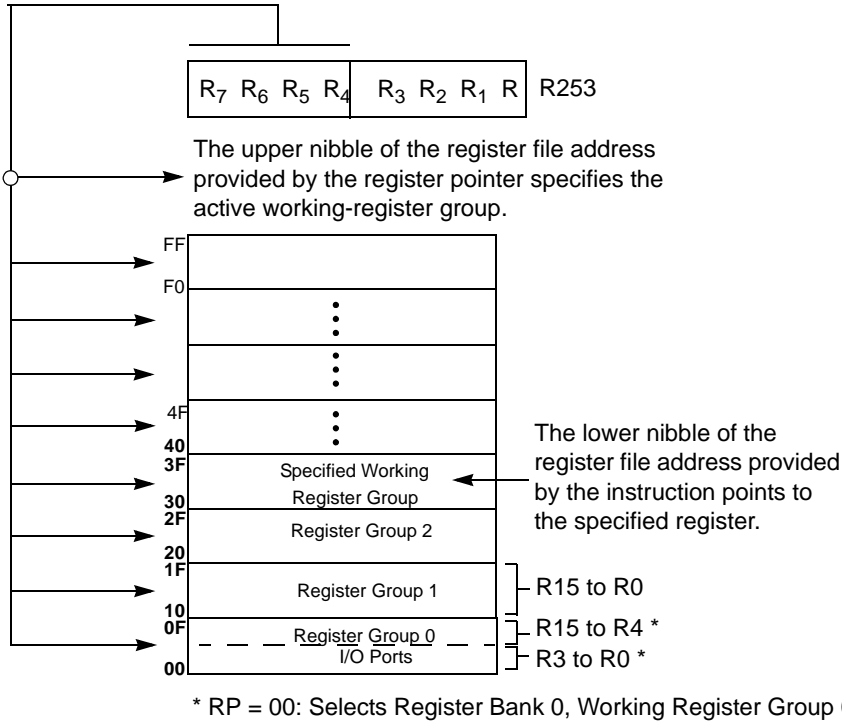 R7 R6 R5 R4 R3 R2 R1 R R253
The upper nibble of the register file address
provided by the register pointer specifies the
active working-register group.
FF
F0
4F
40
3F
Specified Working
Register Group
30
The lower nibble of the
register file address provided
by the instruction points to
the specified register.
2F
Register Group 2
20
1F
Register Group 1
R15 to R0
10
0F
Register Group 0
R15 to R4 *
I/O Ports
R3 to R0 *
00
* RP = 00: Selects Register Bank 0, Working Register Group